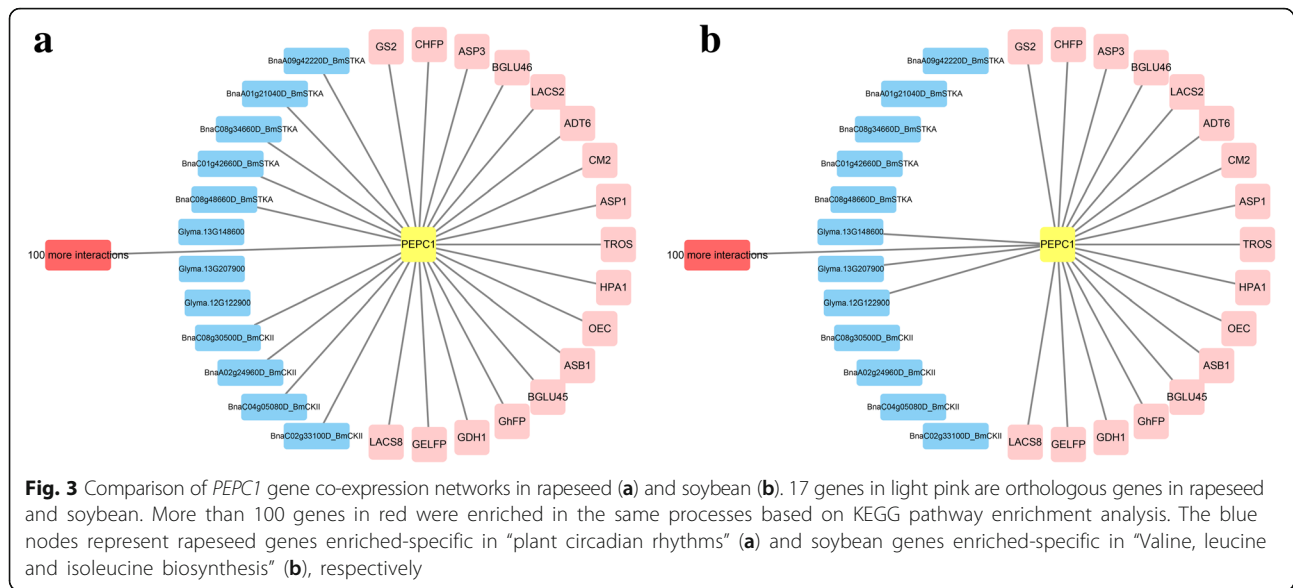 a
BnaA09g42220D_BmSTKA
BnaA01g21040D_BmSTKA
BnaC08g34660D_BmSTKA
BnaC01g42660D_BmSTKA
BnaC08g48660D_BmSTKA
Glyma.13G148600
100 more interactions
Glyma.13G207900
Glyma.12G122900
BnaC08g30500D_BmCKII
BnaA02g24960D_BmCKII
BnaC04g05080D_BmCKII
BnaC02g33100D_BmCKII
GS2
CHFP
ASP3
BGLU46
LACS2
ADT6
CM2
ASP1
PEPC1
TROS
HPA1
OEC
ASB1
BGLU45
GhFP
GDH1
GELFP
LACS8
b
BnaA09g42220D_BmSTKA
BnaA01g21040D_BmSTKA
BnaC08g34660D_BmSTKA
BnaC01g42660D_BmSTKA
BnaC08g48660D_BmSTKA
Glyma.13G148600
100 more interactions
Glyma.13G207900
Glyma.12G122900
BnaC08g30500D_BmCKII
BnaA02g24960D_BmCKII
BnaC04g05080D_BmCKII
BnaC02g33100D_BmCKII
GS2
CHFP
ASP3
BGLU46
LACS2
ADT6
CM2
ASP1
PEPC1
TROS
HPA1
OEC
ASB1
BGLU45
GhFP
GDH1
GELFP
LACS8
Fig. 3 Comparison of PEPC1 gene co-expression networks in rapeseed (a) and soybean (b). 17 genes in light pink are orthologous genes in rapeseed
and soybean. More than 100 genes in red were enriched in the same processes based on KEGG pathway enrichment analysis. The blue
nodes represent rapeseed genes enriched-specific in “plant circadian rhythms” (a) and soybean genes enriched-specific in “Valine, leucine
and isoleucine biosynthesis” (b), respectively